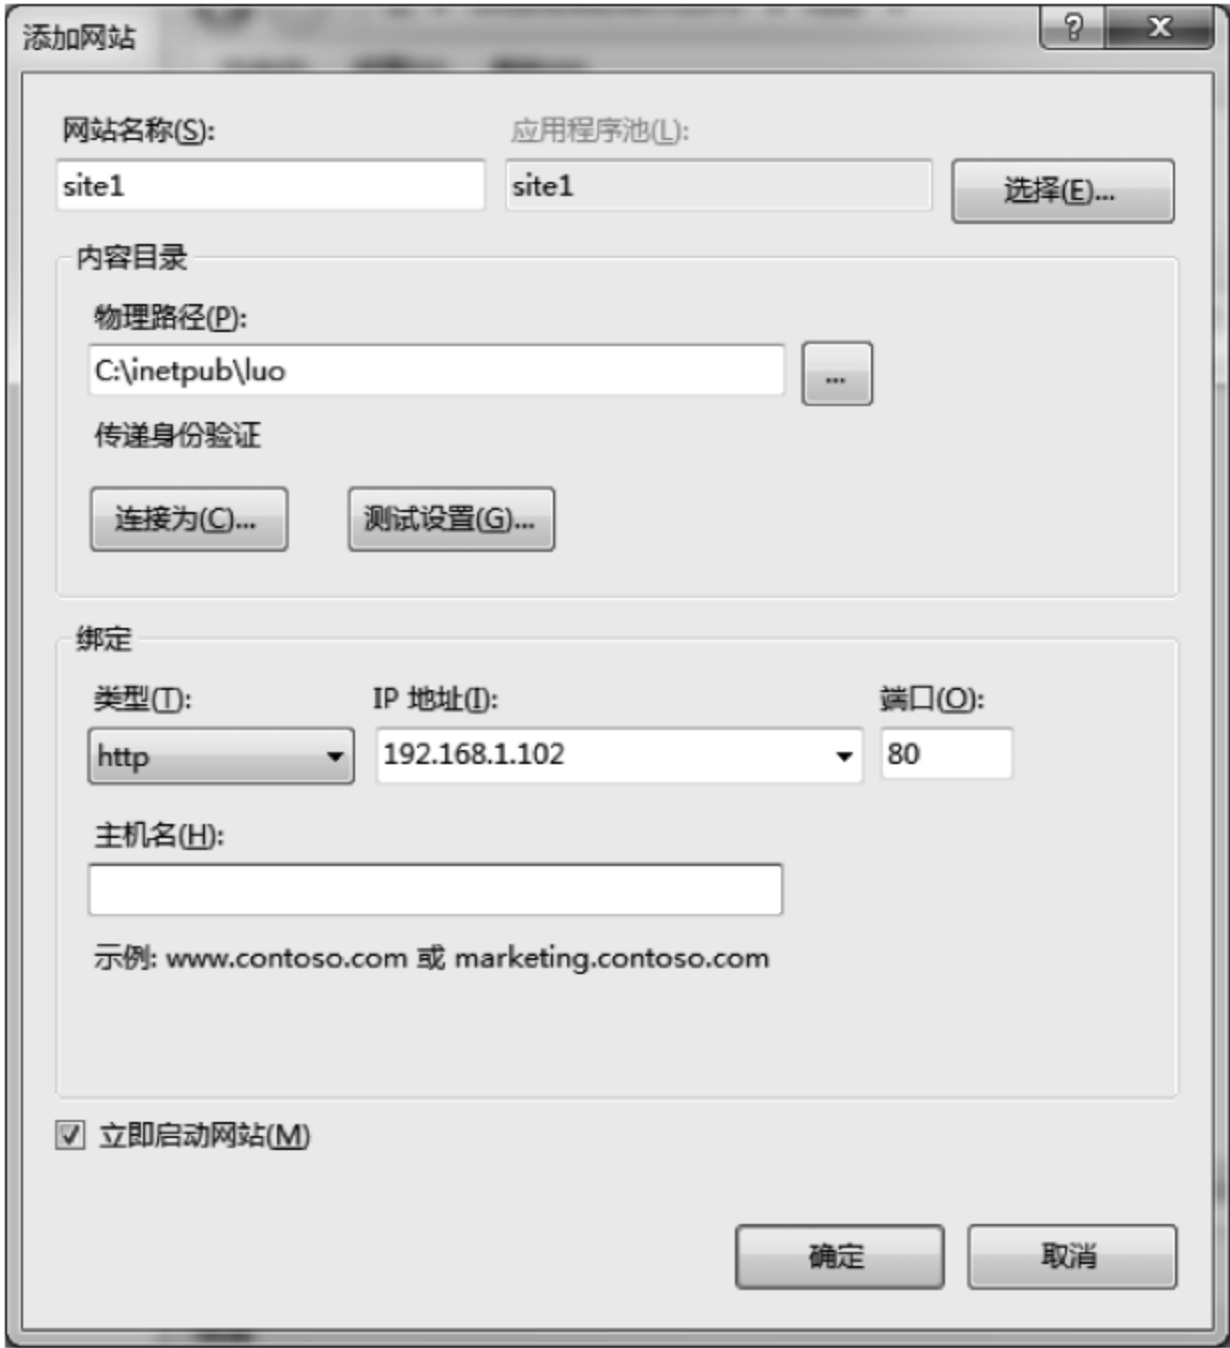 添加网站
网站名称(S):
应用程序池(L):
site1
site1
选择(E)...
内容目录
物理路径(P):
C:\inetpub\luo
...
传递身份验证
连接为(C)...
测试设置(G)...
绑定
类型(T):
IP 地址(I):
端口(O):
http
192.168.1.102
80
主机名(H):
示例: www.contoso.com 或 marketing.contoso.com
立即启动网站(M)
确定
取消